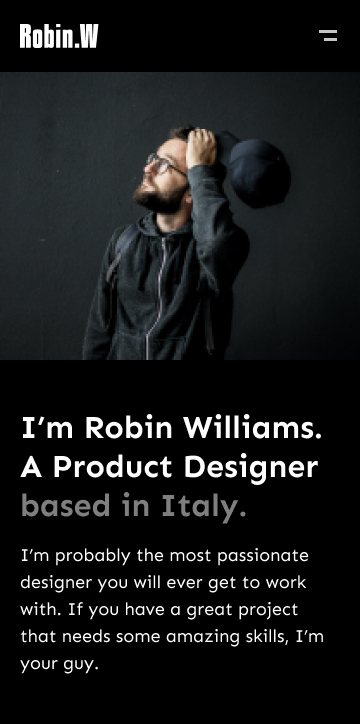 Robin.W
I’m Robin Williams.
A Product Designer
based in Italy.
I’m probably the most passionate
designer you will ever get to work
with. If you have a great project
that needs some amazing skills, I’m
your guy.